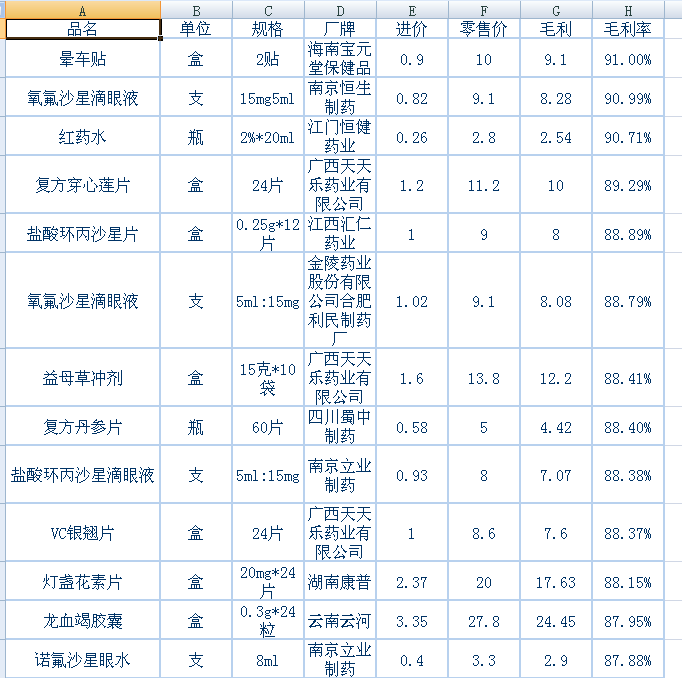 A B C D E F G H
品名 单位 规格 厂牌 进价 零售价 毛利 毛利率
晕车贴 盒 2贴 海南宝元堂保健品 0.9 10 9.1 91.00%
氧氟沙星滴眼液 支 15mg5ml 南京恒生制药 0.82 9.1 8.28 90.99%
红药水 瓶 2%*20ml 江门恒健药业 0.26 2.8 2.54 90.71%
复方穿心莲片 盒 24片 广西天天乐药业有限公司 1.2 11.2 10 89.29%
盐酸环丙沙星片 盒 0.25g*12片 江西汇仁药业 1 9 8 88.89%
氧氟沙星滴眼液 支 5ml:15mg 金陵药业股份有限公司合肥利民制药厂 1.02 9.1 8.08 88.79%
益母草冲剂 盒 15克*10袋 广西天天乐药业有限公司 1.6 13.8 12.2 88.41%
复方丹参片 瓶 60片 四川蜀中制药 0.58 5 4.42 88.40%
盐酸环丙沙星滴眼液 支 5ml:15mg 南京立业制药 0.93 8 7.07 88.38%
VC银翘片 盒 24片 广西天天乐药业有限公司 1 8.6 7.6 88.37%
灯盏花素片 盒 20mg*24片 湖南康普 2.37 20 17.63 88.15%
龙血竭胶囊 盒 0.3g*24粒 云南云河 3.35 27.8 24.45 87.95%
诺氟沙星眼水 支 8ml 南京立业制药 0.4 3.3 2.9 87.88%